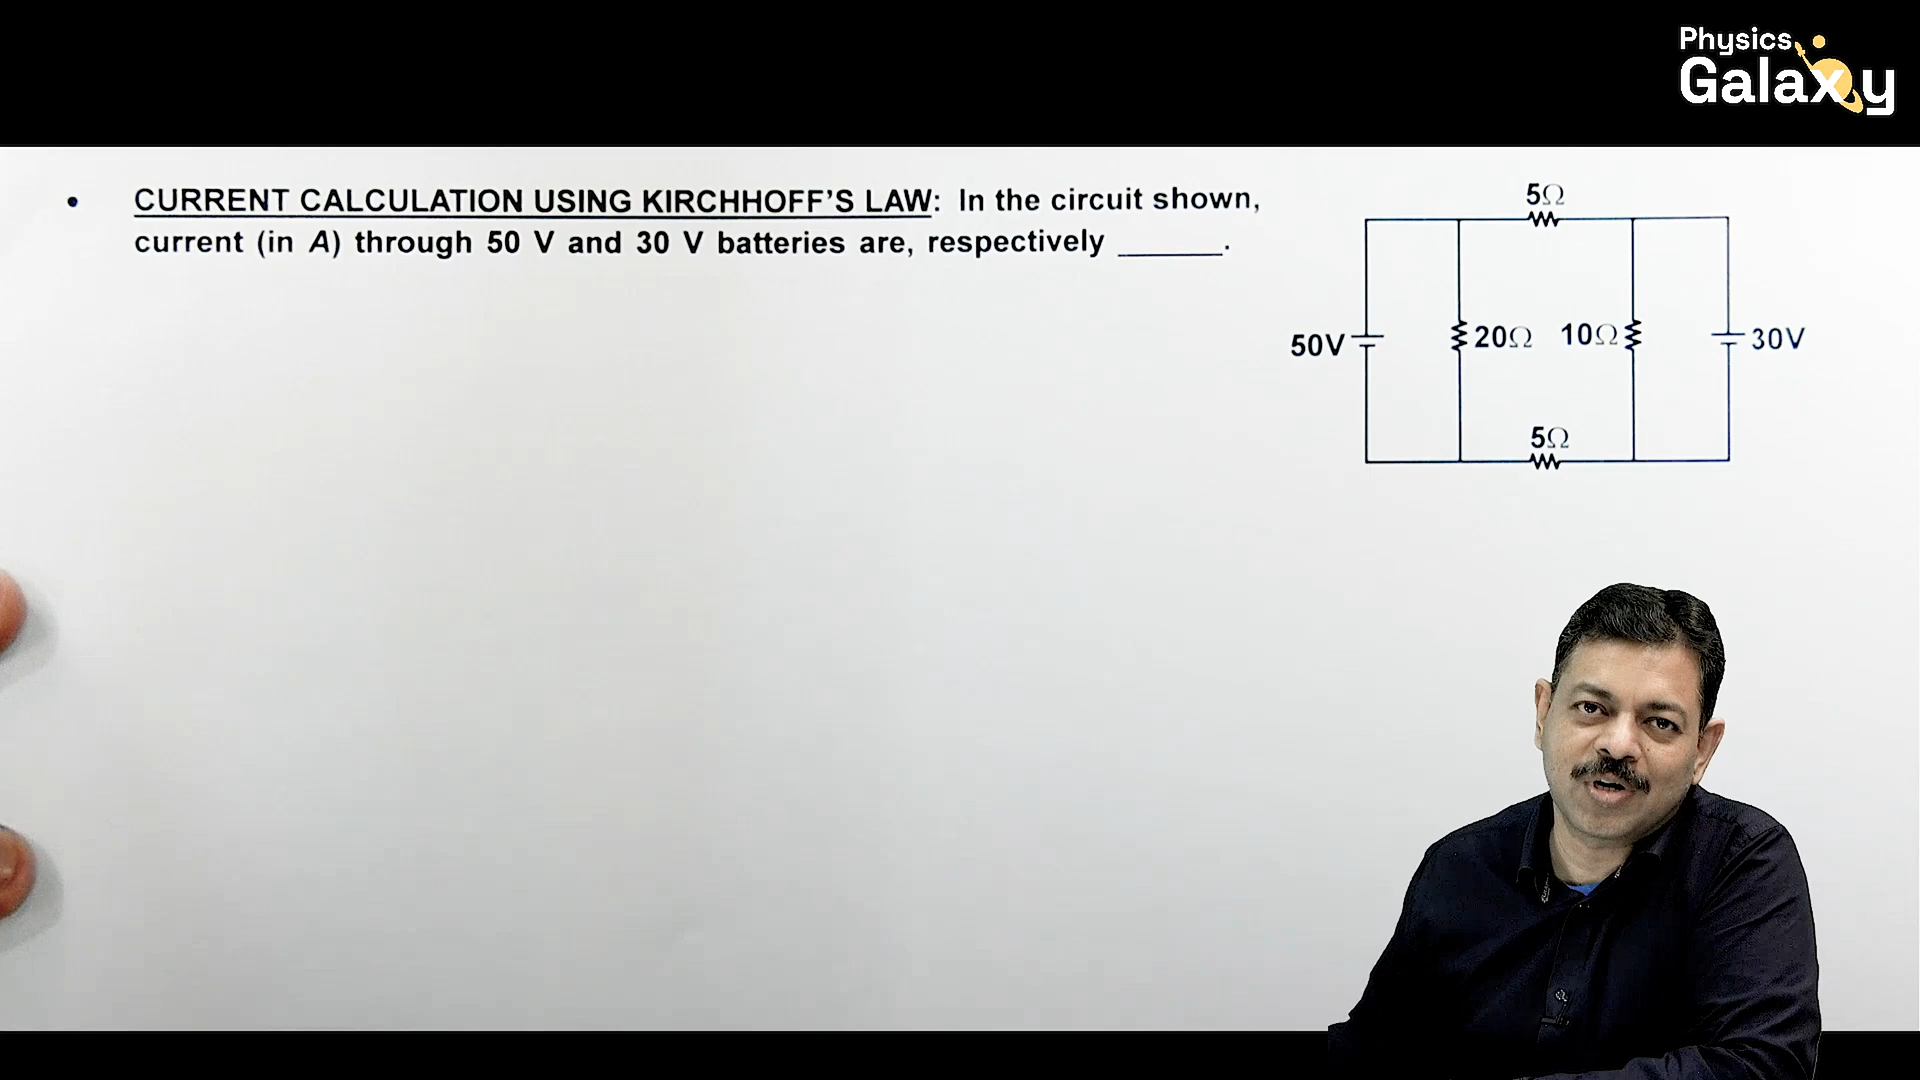 Physics
Galaxy
• CURRENT CALCULATION USING KIRCHHOFF'S LAW: In the circuit shown,
current (in A) through 50 V and 30 V batteries are, respectively ______.
5Ω
50V
20Ω
10Ω
30V
5Ω